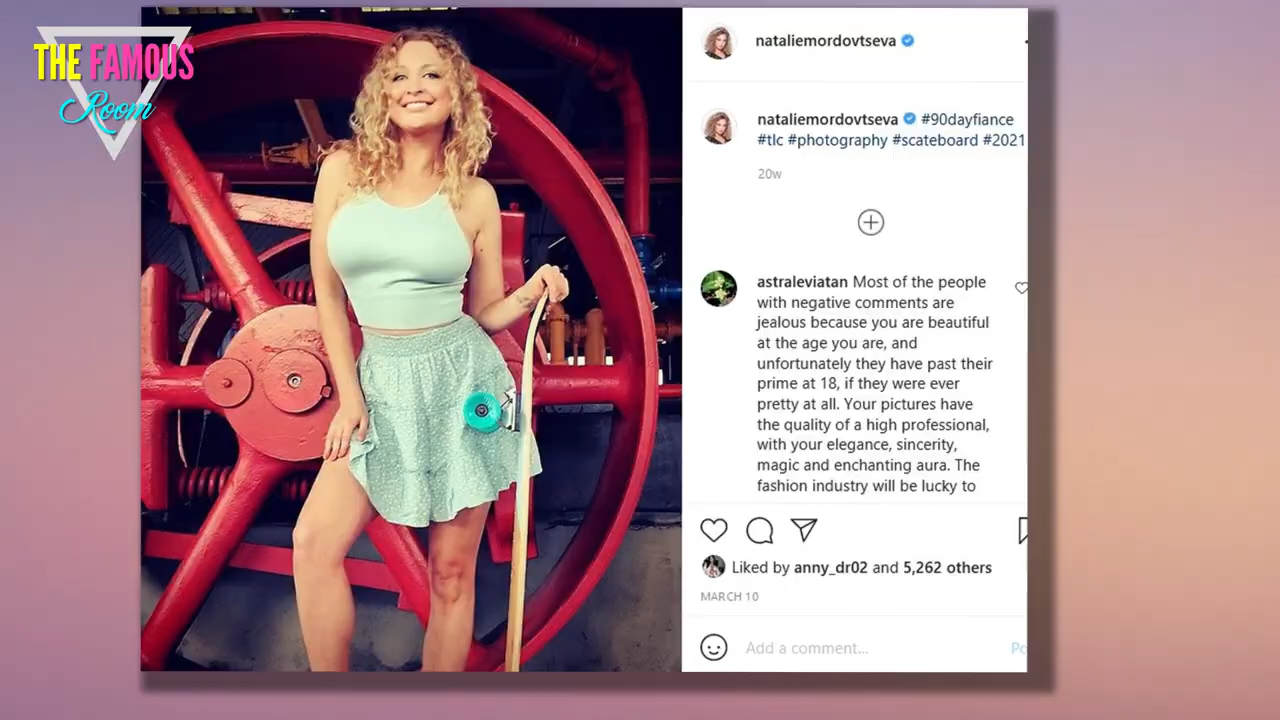 THE FAMOUS
Room
nataliemordovtseva
nataliemordovtseva #90dayfiance
#tlc #photography #scateboard #2021
20w
astraleviatan Most of the people
with negative comments are
jealous because you are beautiful
at the age you are, and
unfortunately they have past their
prime at 18, if they were ever
pretty at all. Your pictures have
the quality of a high professional,
with your elegance, sincerity,
magic and enchanting aura. The
fashion industry will be lucky to
Liked by anny_dr02 and 5,262 others
MARCH 10
Add a comment...